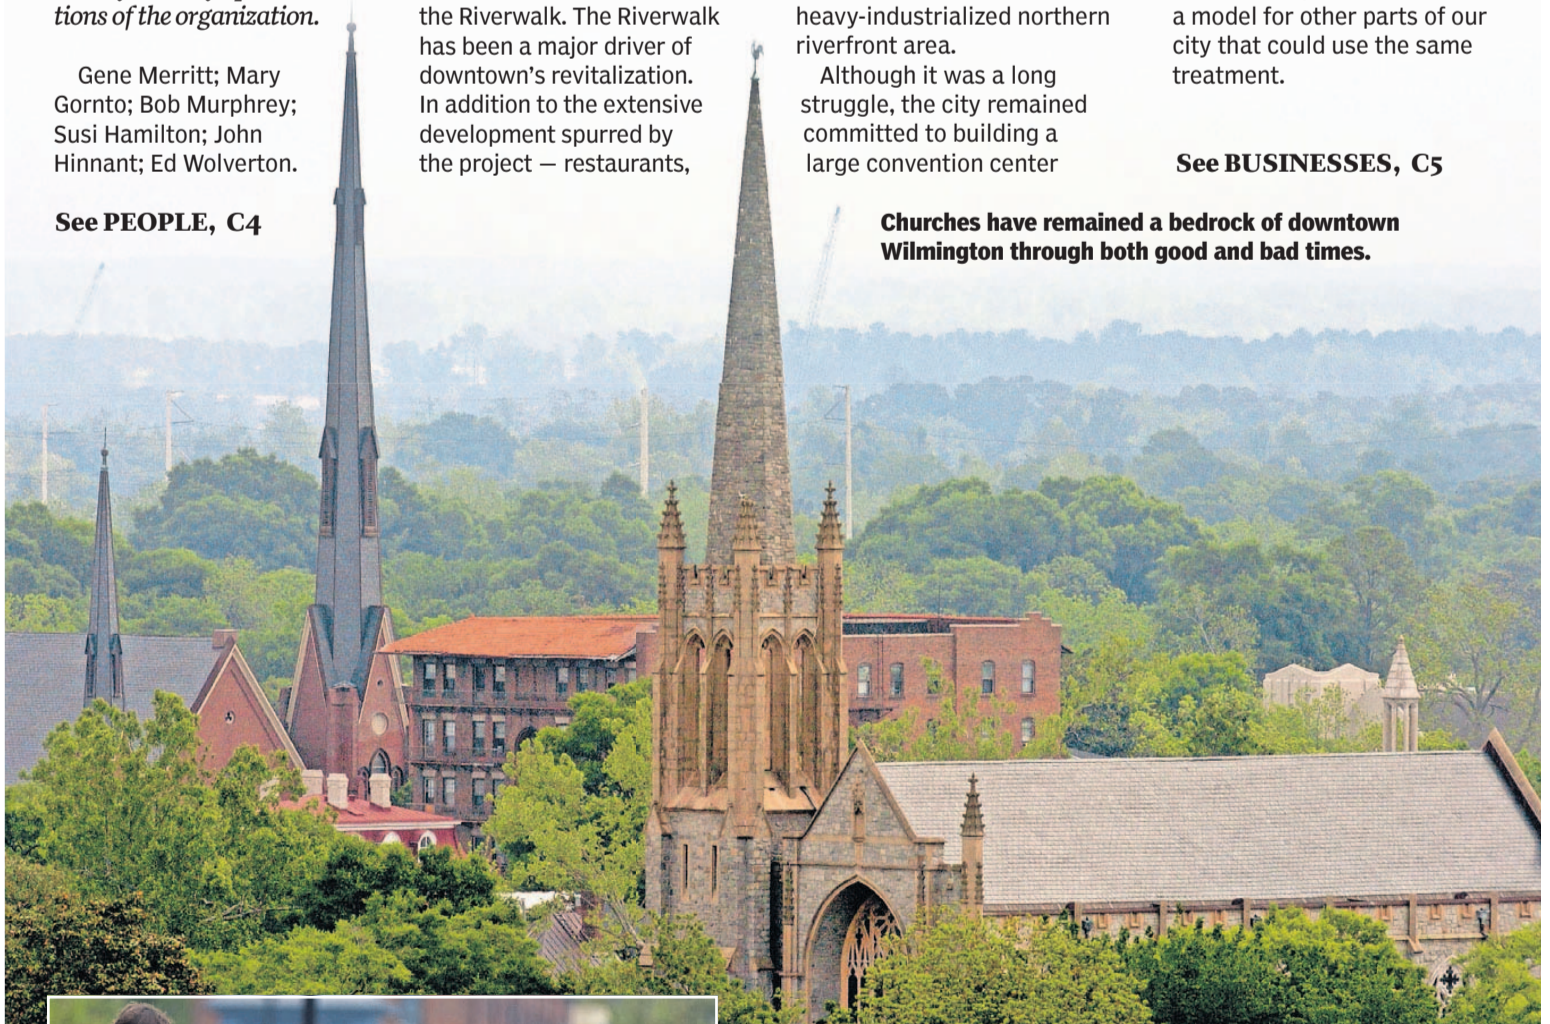 tions of the organization.
Gene Merritt; Mary
Gornto; Bob Murphrey;
Susi Hamilton; John
Hinnant; Ed Wolverton.
See PEOPLE, C4
the Riverwalk. The Riverwalk
has been a major driver of
downtown’s revitalization.
In addition to the extensive
development spurred by
the project — restaurants,
heavy-industrialized northern
riverfront area.
Although it was a long
struggle, the city remained
committed to building a
large convention center
a model for other parts of our
city that could use the same
treatment.
See BUSINESSES, C5
Churches have remained a bedrock of downtown
Wilmington through both good and bad times.